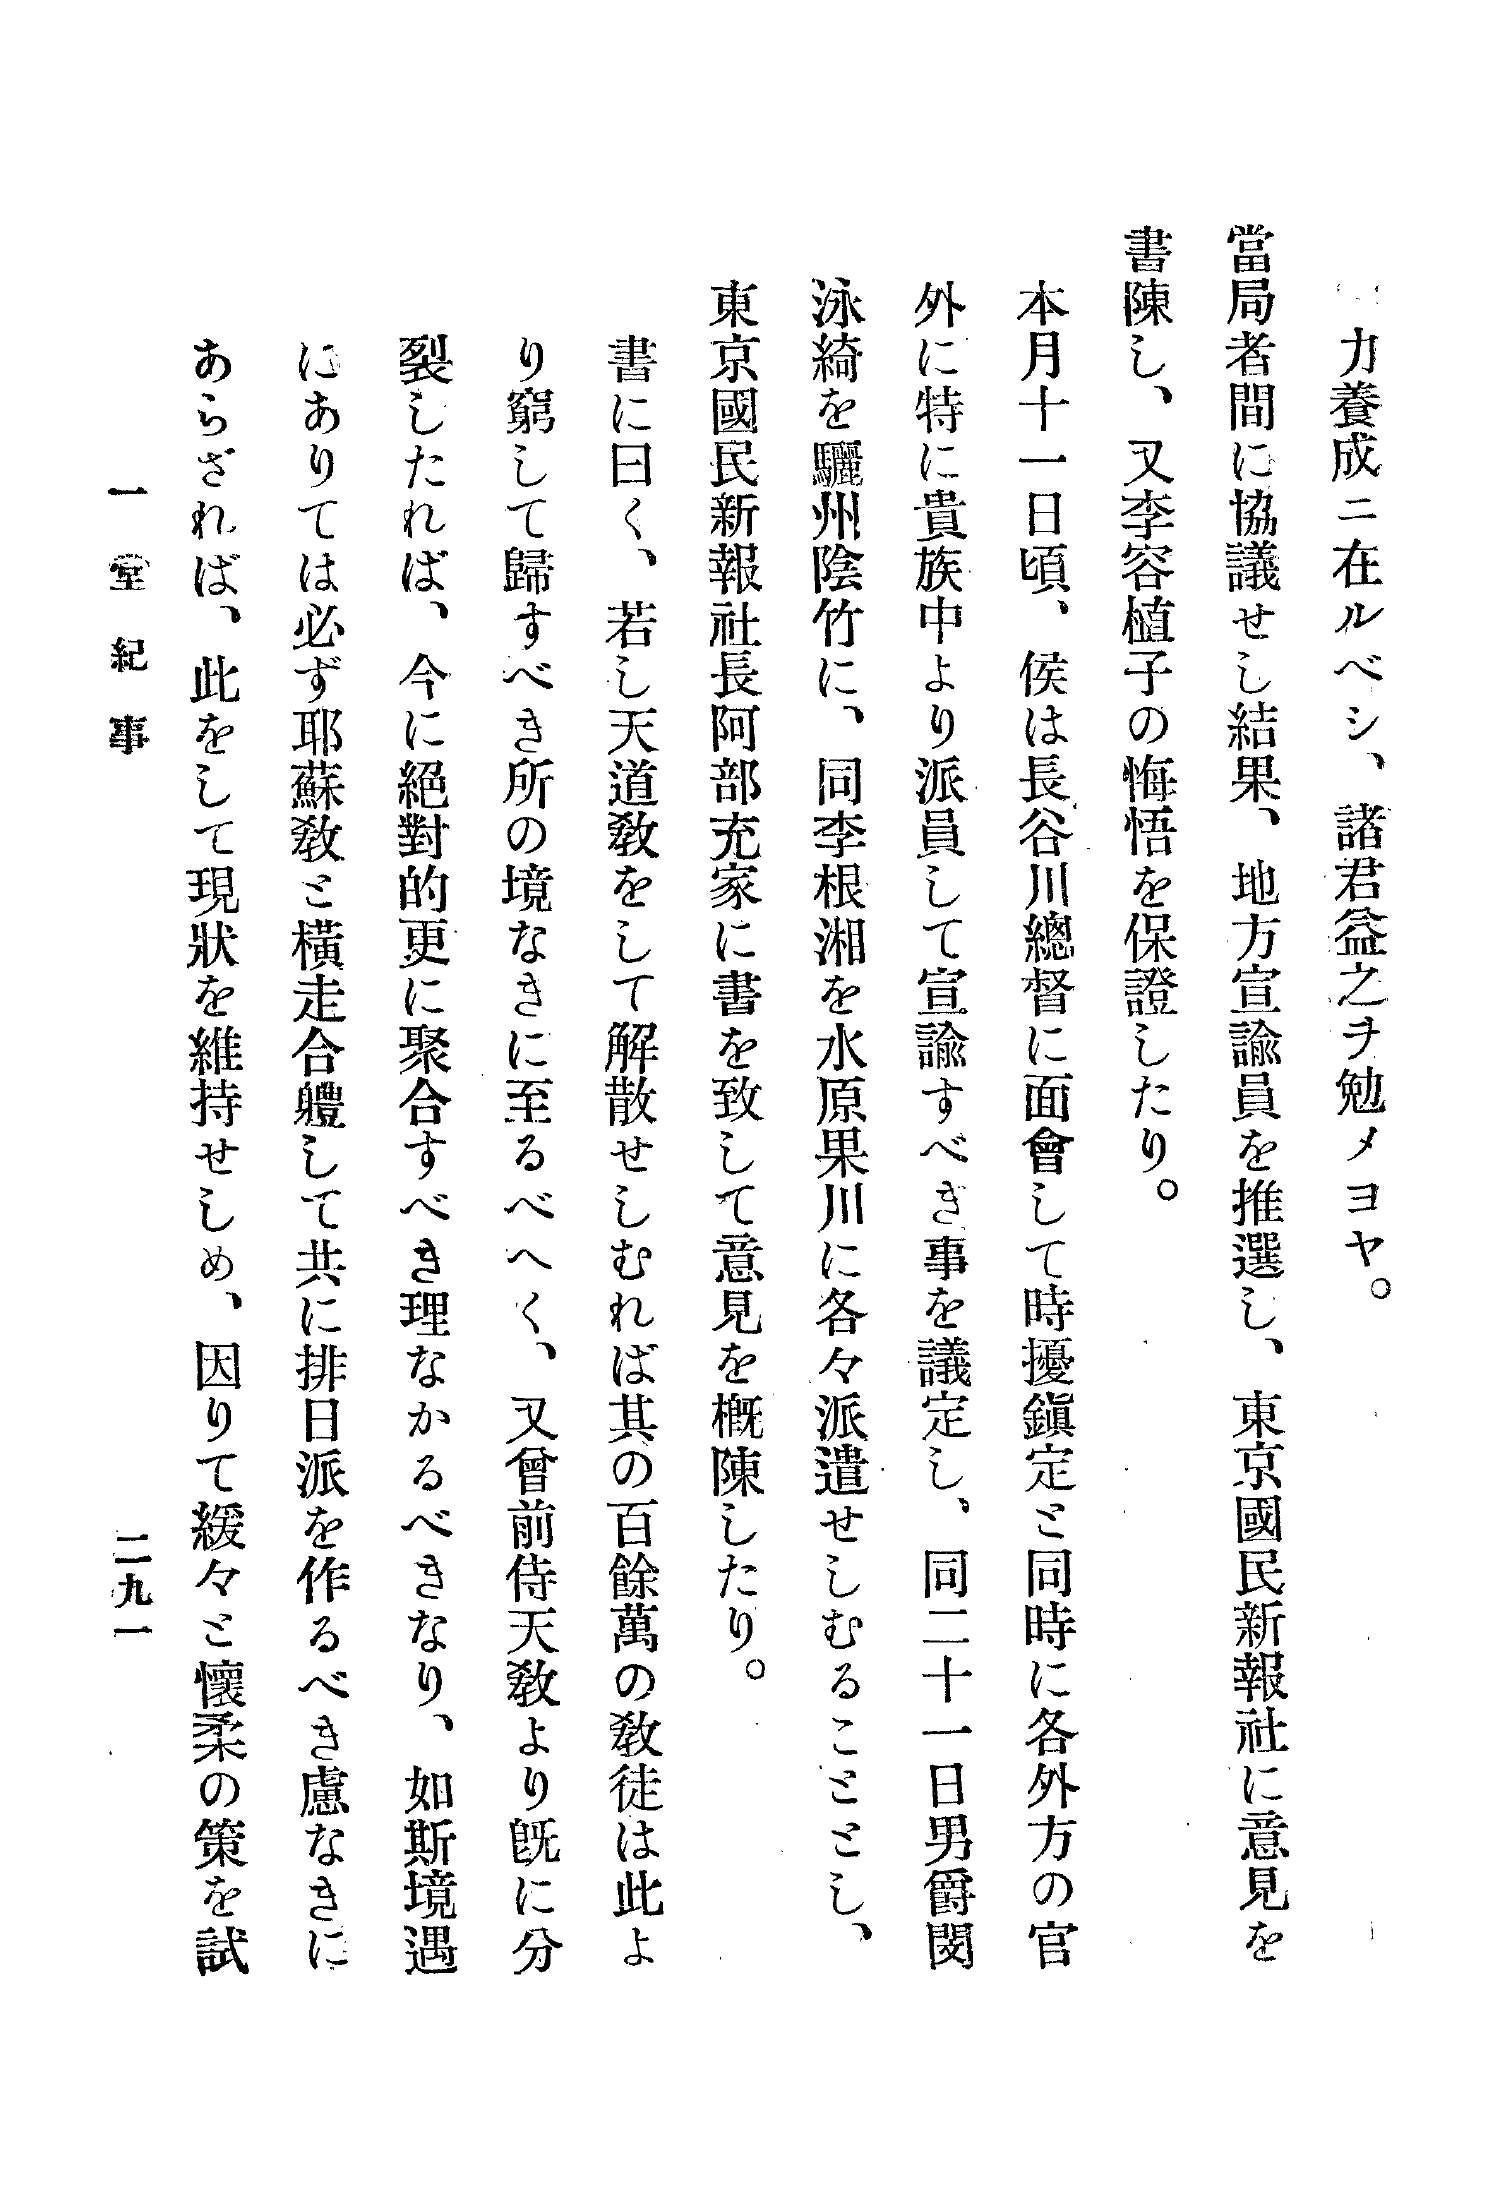 力養成ニ在ルベシ、諸君益之ヲ勉メヨヤ。
當局者間に協議せし結果、地方宣諭員を推選し、東京國民新報社に意見を
書陳し、又李容植子の悔悟を保證したり。
本月十一日頃、侯は長谷川總督に面會して時擾鎭定と同時に各外方の官
外に特に貴族中より派員して宣諭すべき事を議定し、同二十一日男爵閔
泳綺を驪州陰竹に、同李根湘を水原果川に各々派遣せしむることとし、
東京國民新報社長阿部充家に書を致して意見を槪陳したり。
書に曰く、若し天道敎をして解散せしむれば其の百餘萬の敎徒は此よ
り窮して歸すべき所の境なきに至るべへく、又曾前侍天敎より旣に分
裂したれば、今に絕對的更に聚合すべき理なかるべきなり、如斯境遇
にありては必ず耶蘇敎と橫走合軆して共に排日派を作るべき慮なきに
あらざれば、此をして現狀を維持せしめ、因りて緩々と懷柔の策を試
一堂紀事
二九一